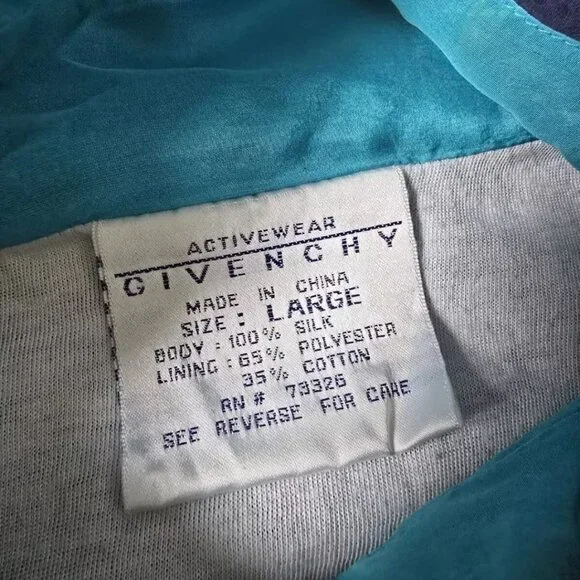 ACTIVEWEAR
GIVENCHY
MADE IN CHINA
SIZE : LARGE
BODY : 100% SILK
LINING : 65% POLYESTER
35% COTTON
RN # 73326
SEE REVERSE FOR CARE